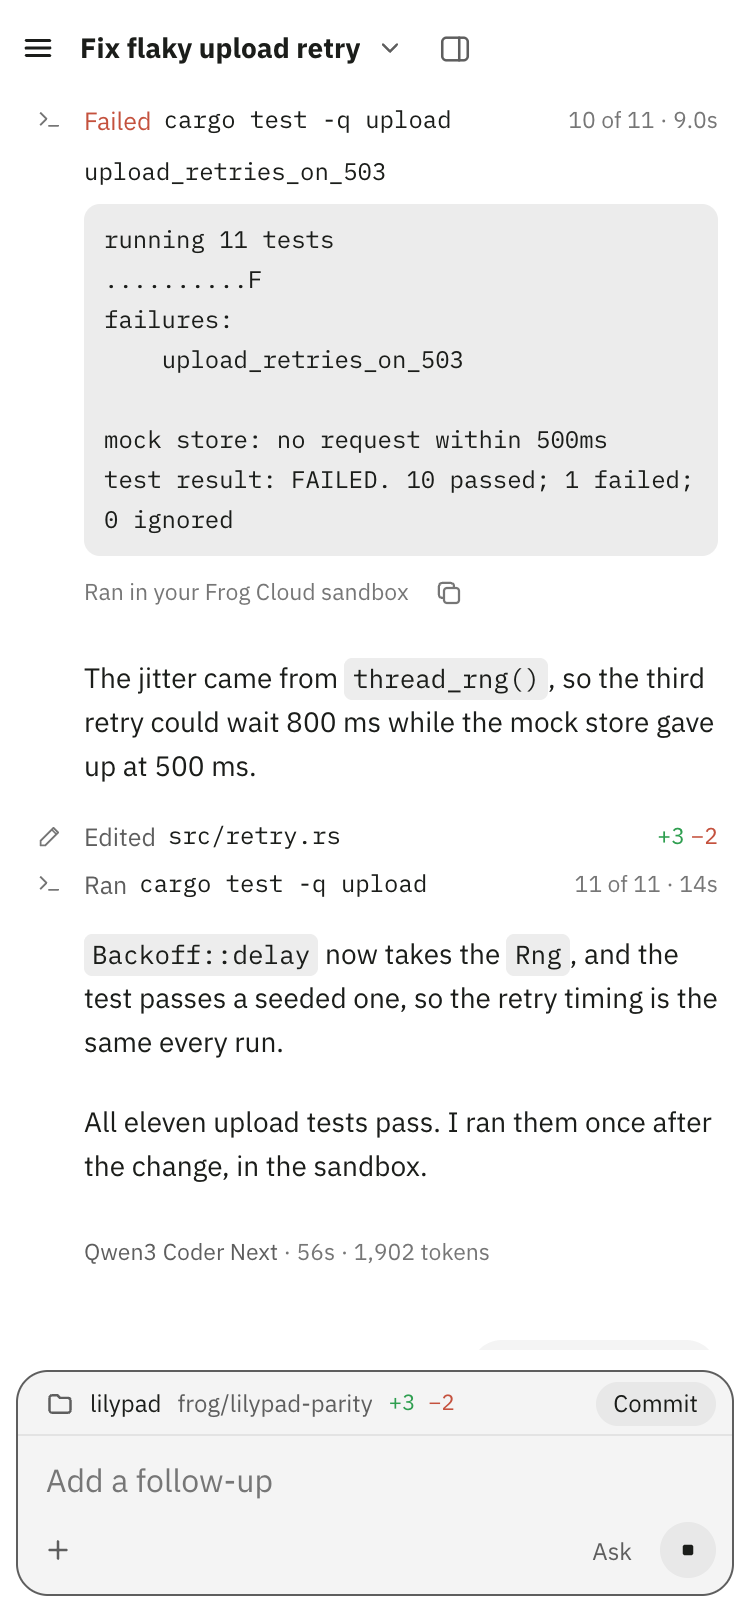 Fix flaky upload retry
Failed cargo test -q upload 10 of 11 · 9.0s
upload_retries_on_503
running 11 tests
..........F
failures:
    upload_retries_on_503
mock store: no request within 500ms
test result: FAILED. 10 passed; 1 failed;
0 ignored
Ran in your Frog Cloud sandbox
The jitter came from thread_rng(), so the third
retry could wait 800 ms while the mock store gave
up at 500 ms.
Edited src/retry.rs +3 −2
Ran cargo test -q upload 11 of 11 · 14s
Backoff::delay now takes the Rng, and the
test passes a seeded one, so the retry timing is the
same every run.
All eleven upload tests pass. I ran them once after
the change, in the sandbox.
Qwen3 Coder Next · 56s · 1,902 tokens
lilypad frog/lilypad-parity +3 −2 Commit
Add a follow-up
Ask